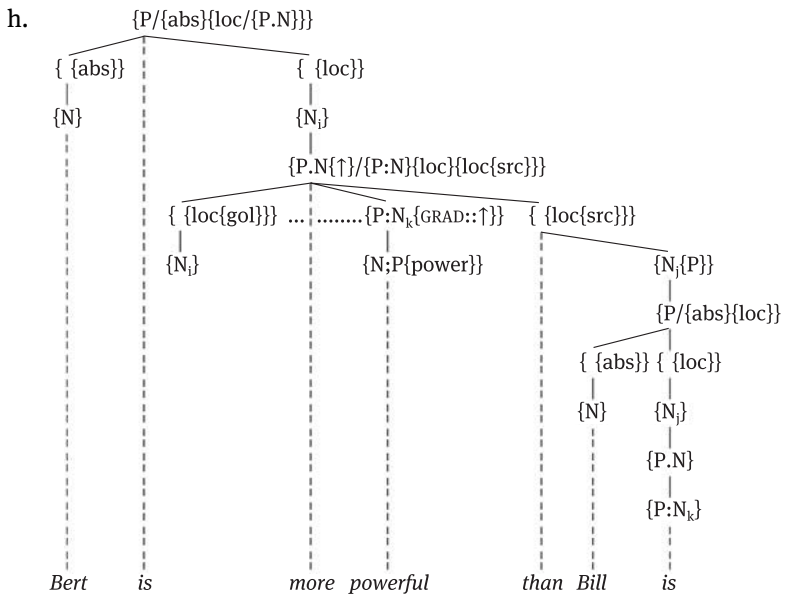 h.
{P/{abs}{loc/{P.N}}}
{ {abs}} { {loc}}
{N} {Nᵢ}
{P.N{↑}/{P:N}{loc}{loc{src}}}
{ {loc{gol}}} ... ........{P:Nₖ{GRAD::↑}} { {loc{src}}}
{Nᵢ} {N;P{power}} {Nⱼ{P}}
{P/{abs}{loc}}
{ {abs}} { {loc}}
{N} {Nⱼ}
{P.N}
{P:Nₖ}
Bert is more powerful than Bill is